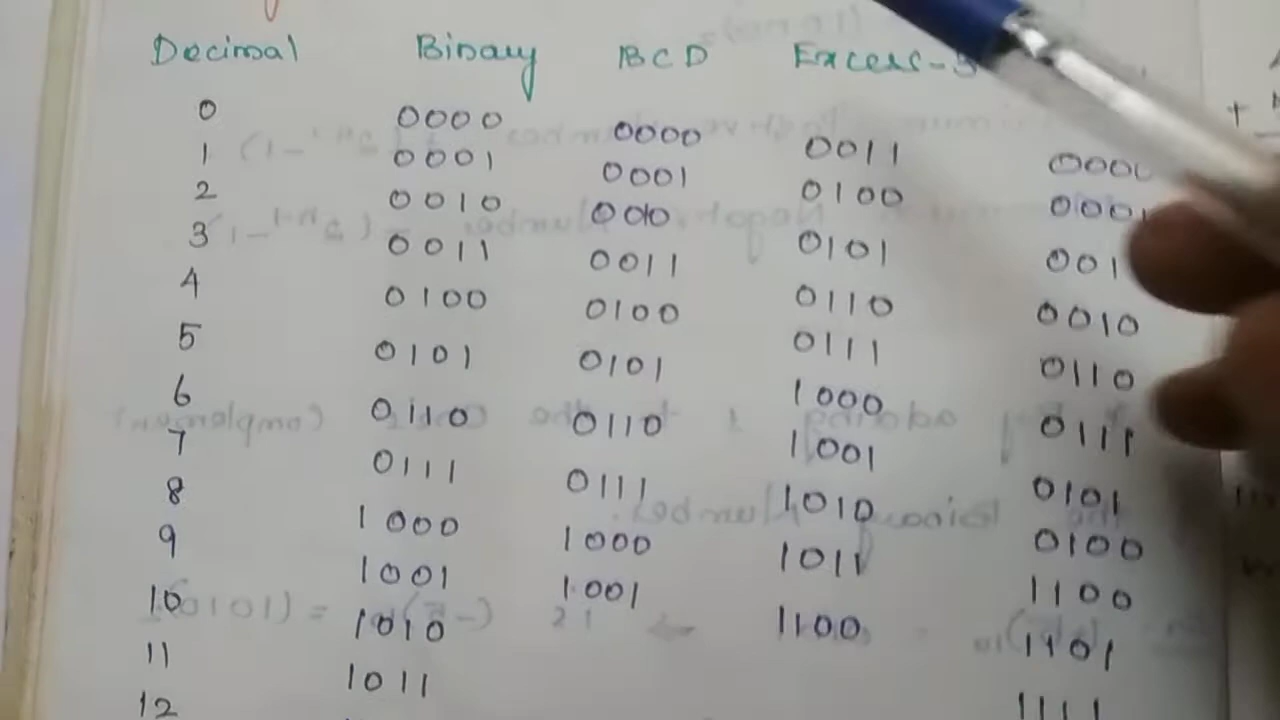 Decimal Binary BCD Excess-3
0 0000 0000 0011 0000
1 0001 0001 0100 0001
2 0010 0010 0101 001
3 0011 0011 0110 0010
4 0100 0100 0111 0110
5 0101 0101 1000 0111
6 0110 0110 1001 0101
7 0111 0111 1010 0100
8 1000 1000 1011 1100
9 1001 1001 1100 1101
10 1010 1111
11 1011
12